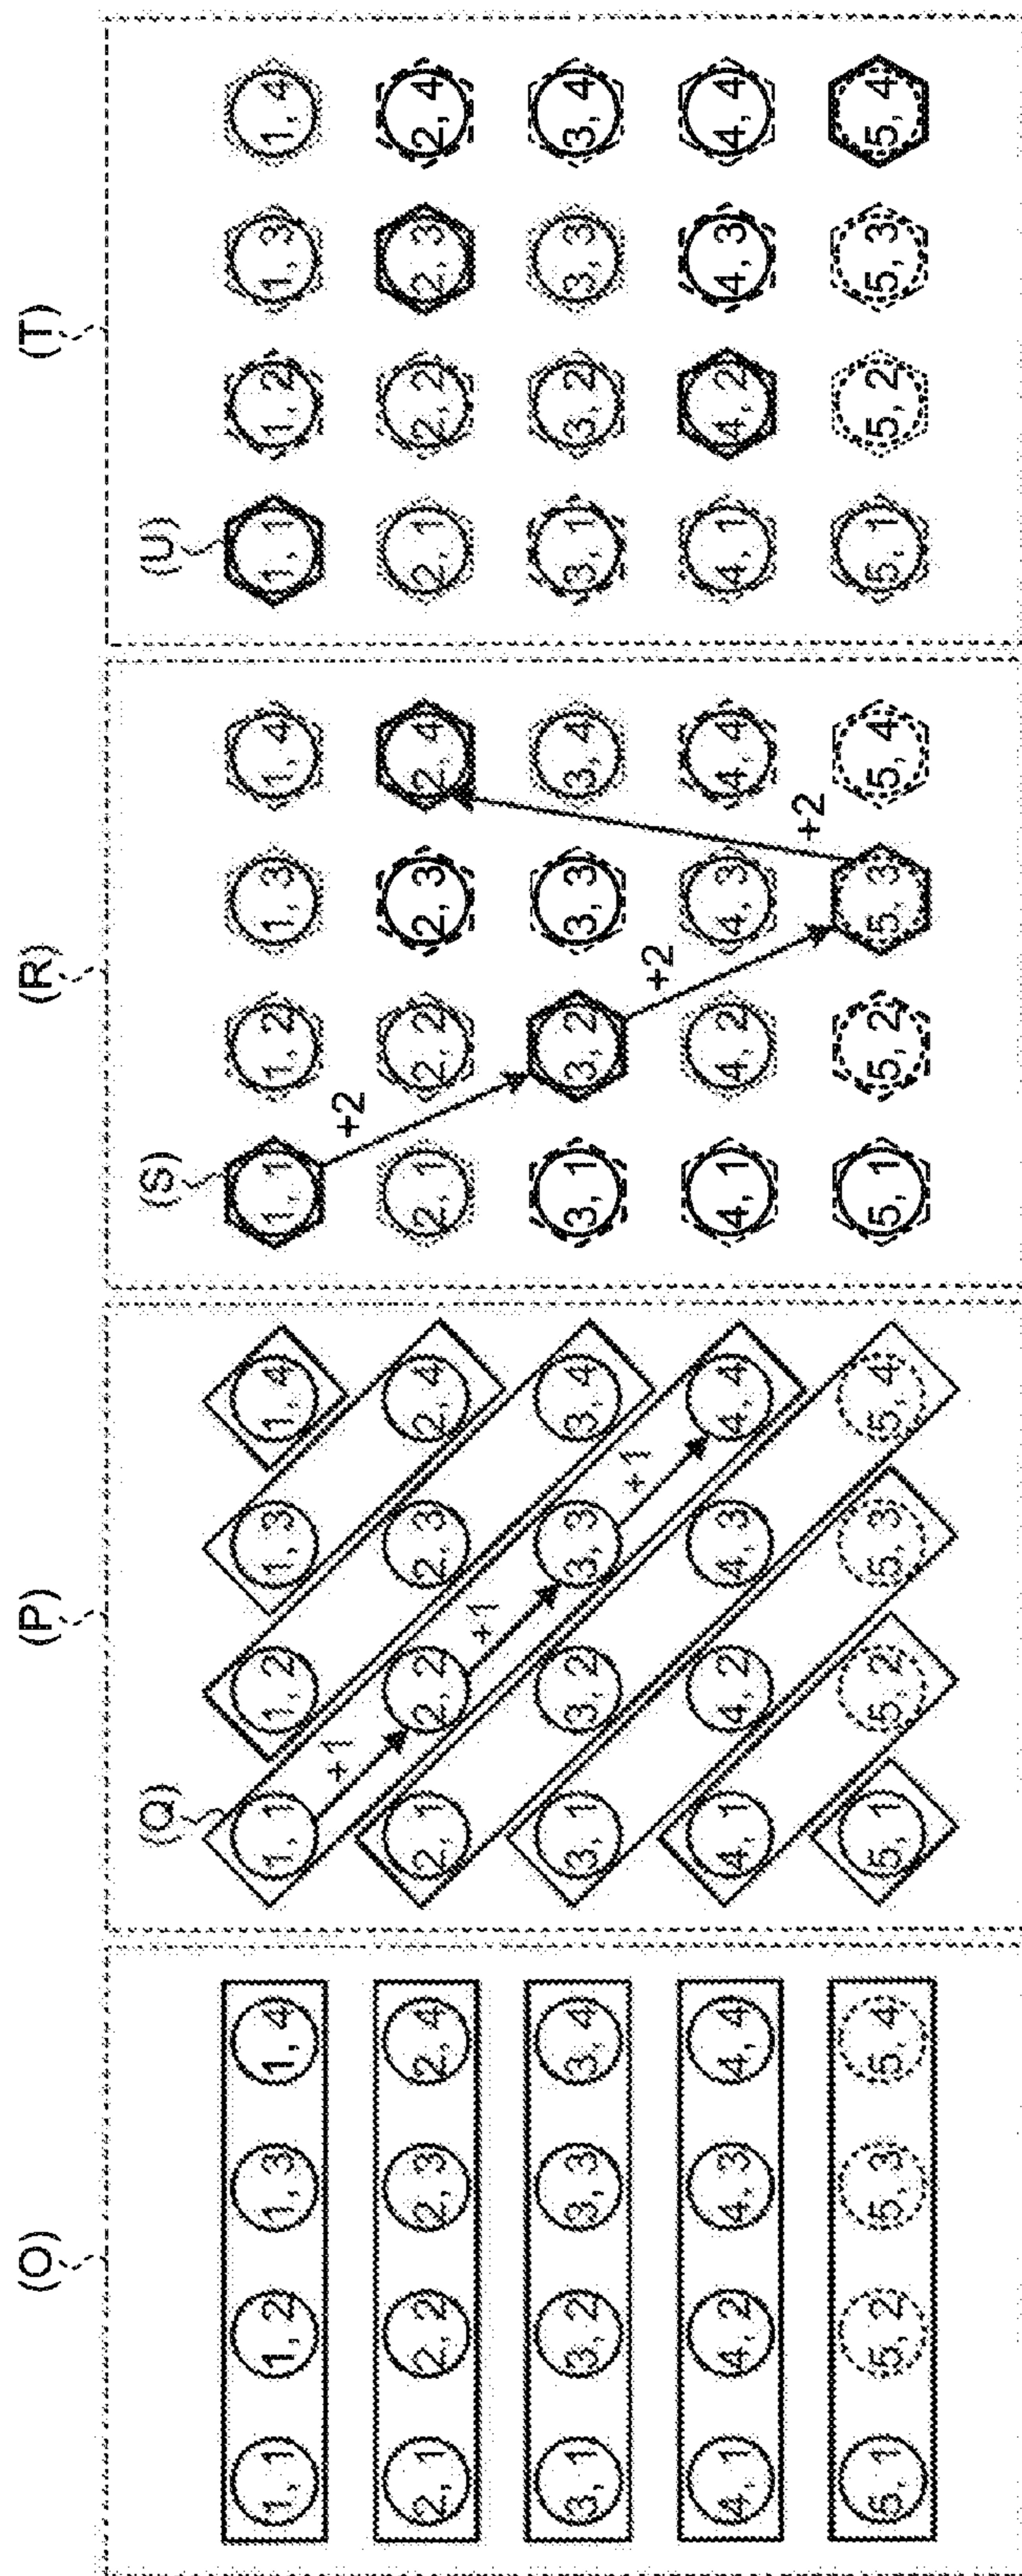 (O)
1, 1 1, 2 1, 3 1, 4
2, 1 2, 2 2, 3 2, 4
3, 1 3, 2 3, 3 3, 4
4, 1 4, 2 4, 3 4, 4
5, 1 5, 2 5, 3 5, 4
(P)
(Q)
1, 1 1, 2 1, 3 1, 4
+1
2, 1 2, 2 2, 3 2, 4
+1
3, 1 3, 2 3, 3 3, 4
+1
4, 1 4, 2 4, 3 4, 4
5, 1 5, 2 5, 3 5, 4
(R)
(S)
1, 1 1, 2 1, 3 1, 4
+2
2, 1 2, 2 2, 3 2, 4
3, 1 3, 2 3, 3 3, 4
+2
4, 1 4, 2 4, 3 4, 4
+2
5, 1 5, 2 5, 3 5, 4
(T)
(U)
1, 1 1, 2 1, 3 1, 4
2, 1 2, 2 2, 3 2, 4
3, 1 3, 2 3, 3 3, 4
4, 1 4, 2 4, 3 4, 4
5, 1 5, 2 5, 3 5, 4